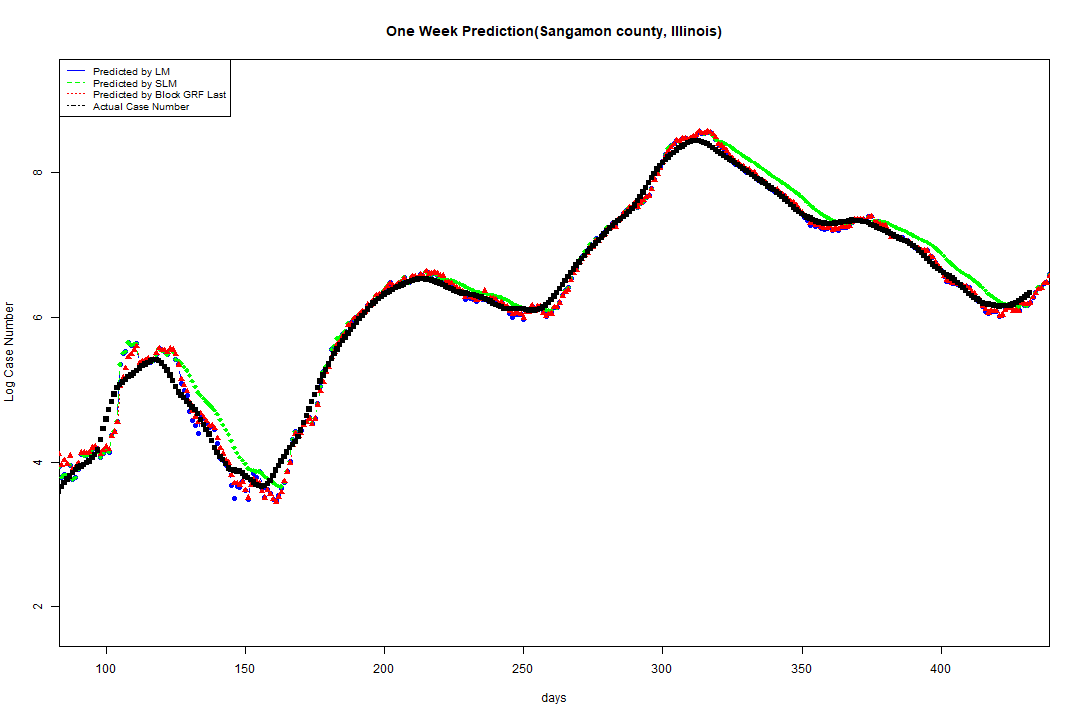 One Week Prediction(Sangamon county, Illinois)
Predicted by LM
Predicted by SLM
Predicted by Block GRF Last
Actual Case Number
Log Case Number
8
6
4
2
100 150 200 250 300 350 400
days